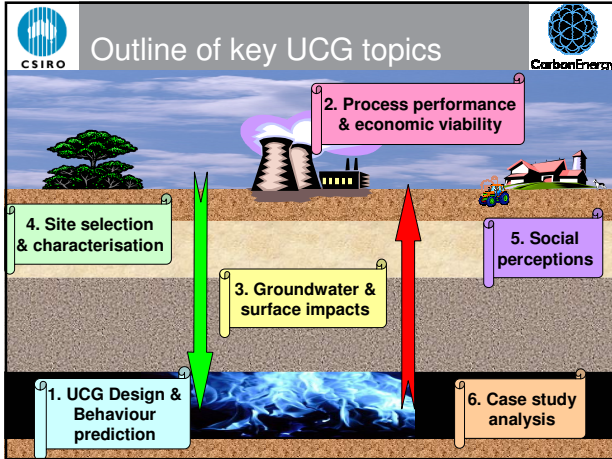 CSIRO
Outline of key UCG topics
CarbonEnergy
2. Process performance
& economic viability
4. Site selection
& characterisation
5. Social
perceptions
3. Groundwater &
surface impacts
1. UCG Design &
Behaviour
prediction
6. Case study
analysis